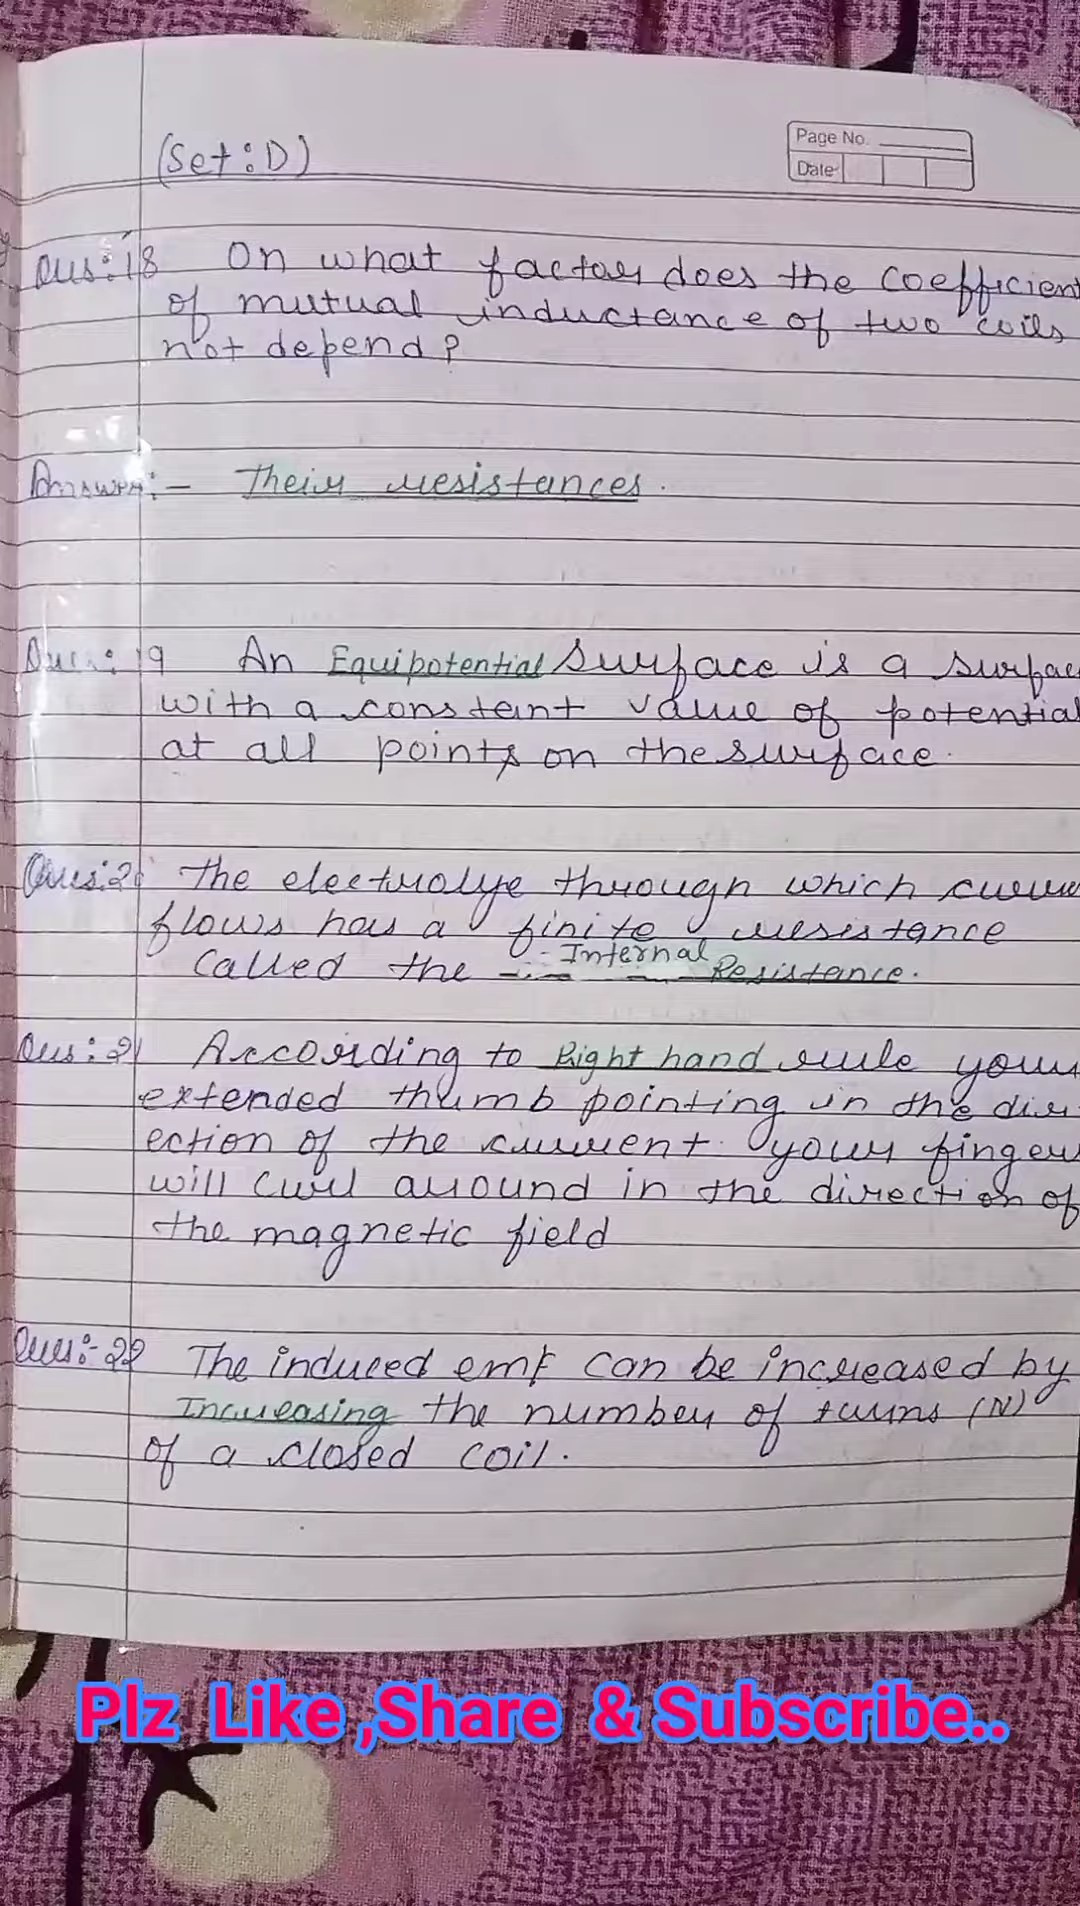 (Set:D)
Page No.
Date
Ques:18 On what factors does the coefficient
of mutual inductance of two coils
not depend?
Answer:- Their resistances.
Ques: 19 An Equipotential Surface is a surfac
with a constant value of potential
at all points on the surface.
Ques:20 The electrolye through which curre
flows has a finite resistance
called the Internal Resistance.
Ques:21 According to Right hand rule your
extended thumb pointing in the dir
ection of the current. your finger
will curl around in the direction of
the magnetic field
Ques:-22 The induced emf can be increased by
Increasing the number of turns (N)
of a closed coil.
Plz Like ,Share & Subscribe..